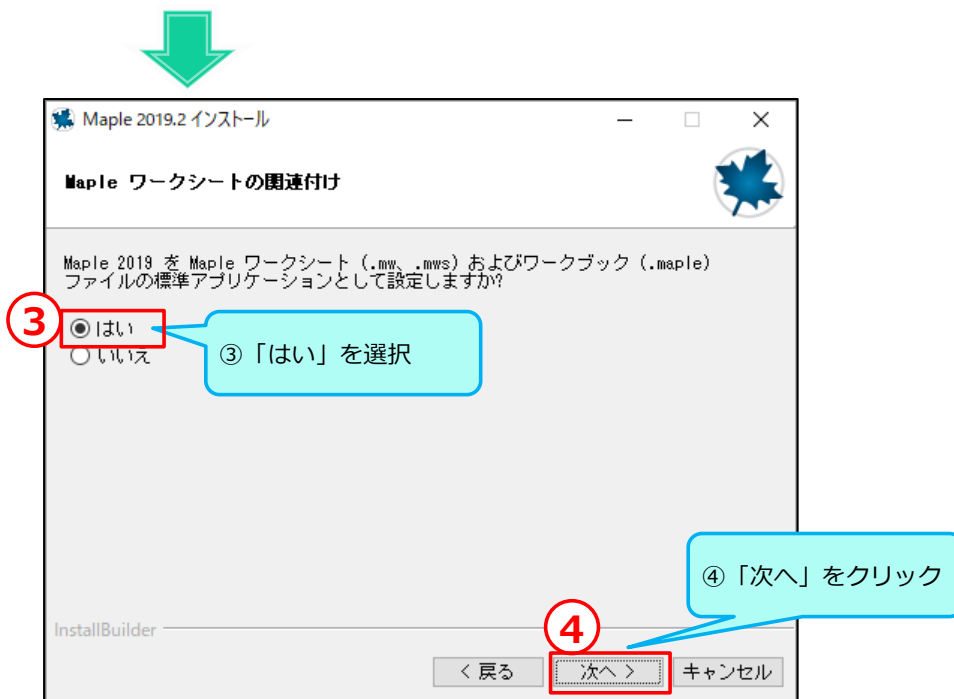 Maple 2019.2 インストール
Maple ワークシートの関連付け
Maple 2019 を Maple ワークシート (.mw、.mws) およびワークブック (.maple)
ファイルの標準アプリケーションとして設定しますか?
③
はい
いいえ
③「はい」を選択
④「次へ」をクリック
InstallBuilder
④
< 戻る
次へ >
キャンセル